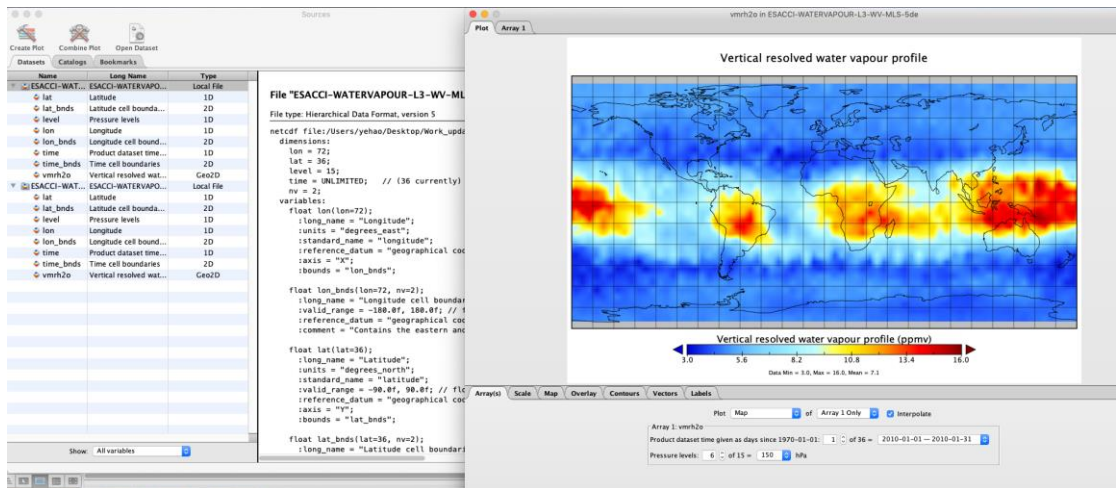 Sources
Create Plot Combine Plot Open Dataset
Datasets Catalogs Bookmarks
Name Long Name Type
ESACCI-WAT... ESACCI-WATERVAPO... Local File
lat Latitude 1D
lat_bnds Latitude cell bounda... 2D
level Pressure levels 1D
lon Longitude 1D
lon_bnds Longitude cell bound... 2D
time Product dataset time... 1D
time_bnds Time cell boundaries 2D
vmrh2o Vertical resolved wat... Geo2D
ESACCI-WAT... ESACCI-WATERVAPO... Local File
lat Latitude 1D
lat_bnds Latitude cell bounda... 2D
level Pressure levels 1D
lon Longitude 1D
lon_bnds Longitude cell bound... 2D
time Product dataset time... 1D
time_bnds Time cell boundaries 2D
vmrh2o Vertical resolved wat... Geo2D
Show: All variables
File "ESACCI-WATERVAPOUR-L3-WV-ML
File type: Hierarchical Data Format, version 5
netcdf file:/Users/yehao/Desktop/Work_upda
dimensions:
lon = 72;
lat = 36;
level = 15;
time = UNLIMITED; // (36 currently)
nv = 2;
variables:
float lon(lon=72);
:long_name = "Longitude";
:units = "degrees_east";
:standard_name = "longitude";
:reference_datum = "geographical coo
:axis = "X";
:bounds = "lon_bnds";
float lon_bnds(lon=72, nv=2);
:long_name = "Longitude cell boundar
:valid_range = -180.0f, 180.0f; // f
:reference_datum = "geographical coo
:comment = "Contains the eastern and
float lat(lat=36);
:long_name = "Latitude";
:units = "degrees_north";
:standard_name = "latitude";
:valid_range = -90.0f, 90.0f; // flo
:reference_datum = "geographical coo
:axis = "Y";
:bounds = "lat_bnds";
float lat_bnds(lat=36, nv=2);
:long_name = "Latitude cell boundari
vmrh2o in ESACCI-WATERVAPOUR-L3-WV-MLS-5de
Plot Array 1
Vertical resolved water vapour profile
Vertical resolved water vapour profile (ppmv)
3.0 5.6 8.2 10.8 13.4 16.0
Data Min = 3.0, Max = 16.0, Mean = 7.1
Array(s) Scale Map Overlay Contours Vectors Labels
Plot Map of Array 1 Only Interpolate
Array 1: vmrh2o
Product dataset time given as days since 1970-01-01: 1 of 36 = 2010-01-01 — 2010-01-31
Pressure levels: 6 of 15 = 150 hPa